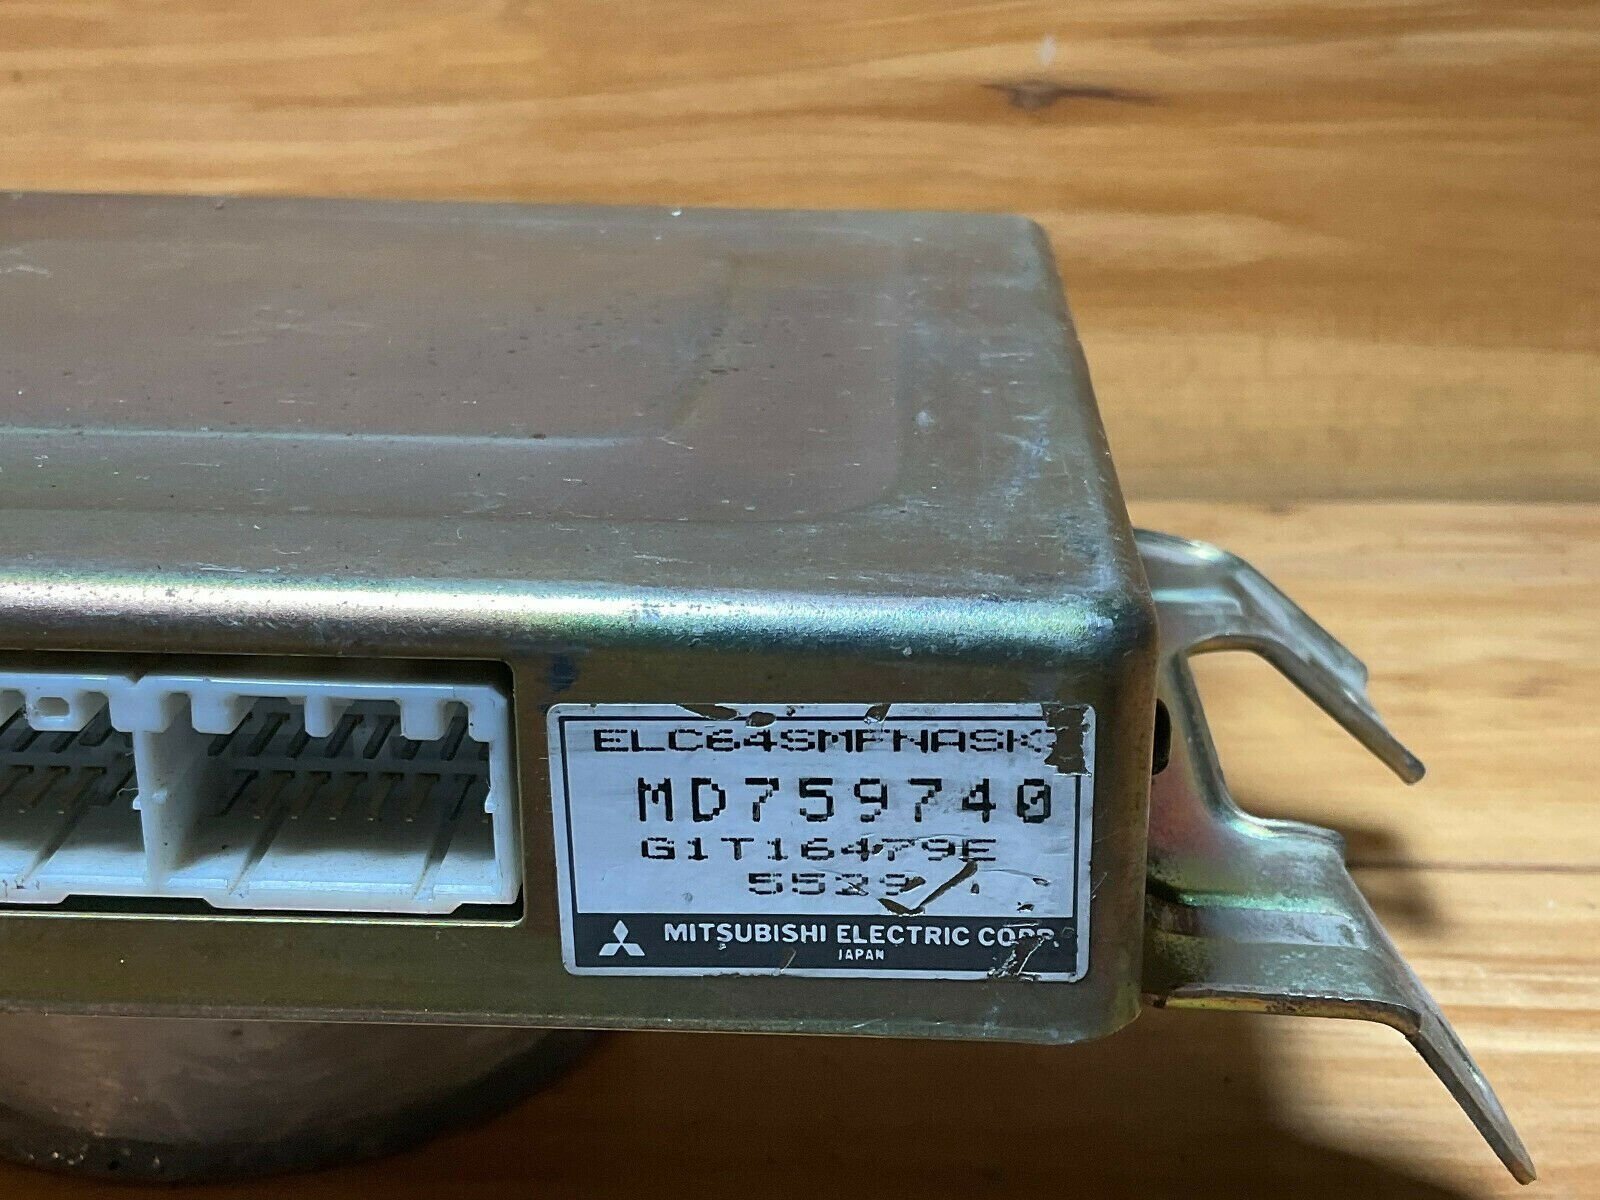 ELC64SMFNASK
MD759740
G1T16479E
5529
MITSUBISHI ELECTRIC CORP.
JAPAN